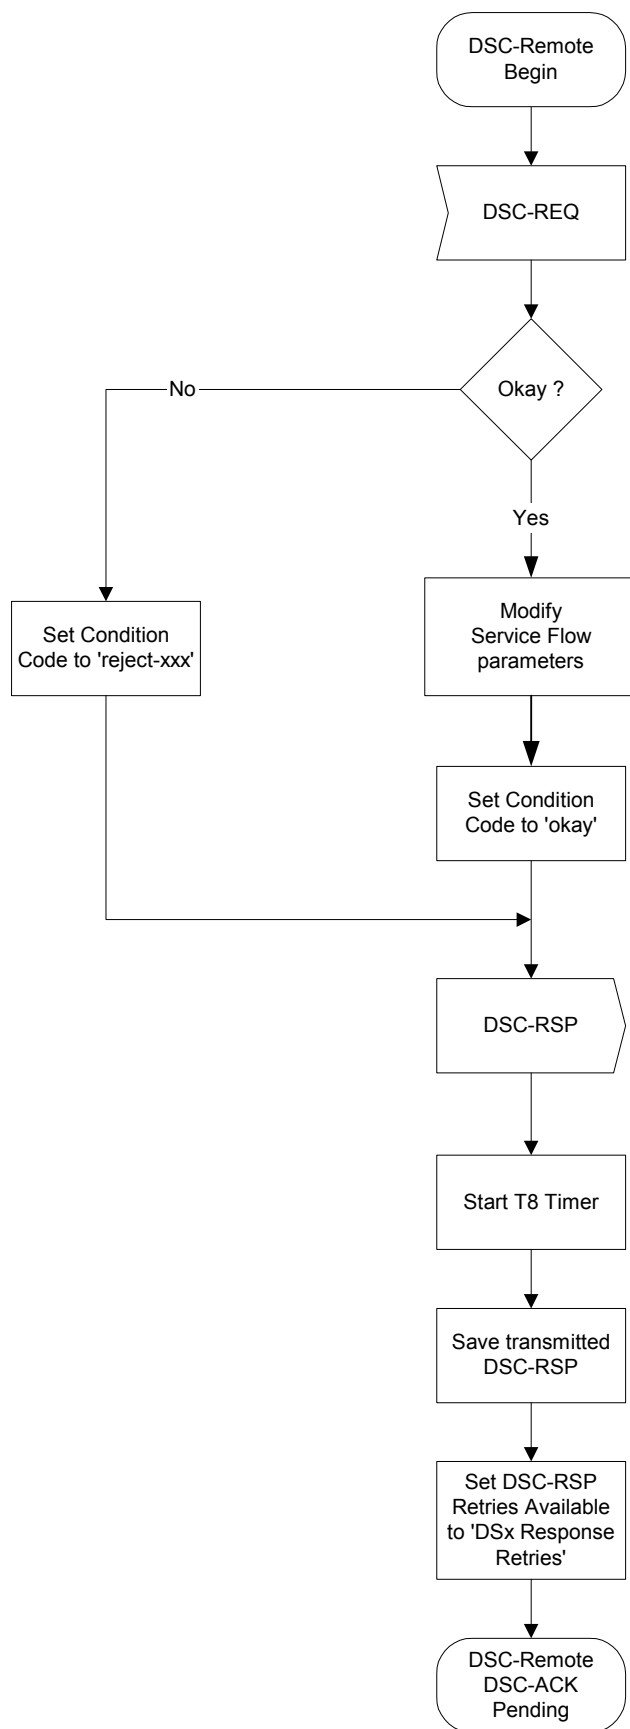 DSC-Remote
Begin
DSC-REQ
Okay ?
No
Yes
Set Condition
Code to 'reject-xxx'
Modify
Service Flow
parameters
Set Condition
Code to 'okay'
DSC-RSP
Start T8 Timer
Save transmitted
DSC-RSP
Set DSC-RSP
Retries Available
to 'DSx Response
Retries'
DSC-Remote
DSC-ACK
Pending